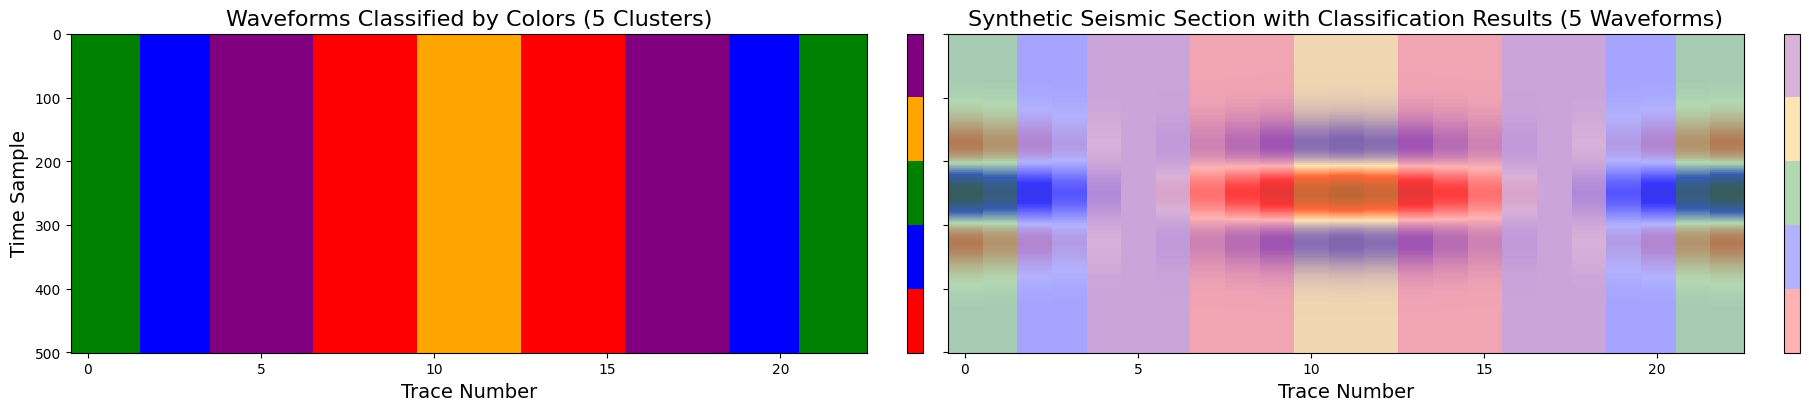 Waveforms Classified by Colors (5 Clusters)
Synthetic Seismic Section with Classification Results (5 Waveforms)
0
100
200
300
400
500
Time Sample
0 5 10 15 20
Trace Number
0 5 10 15 20
Trace Number